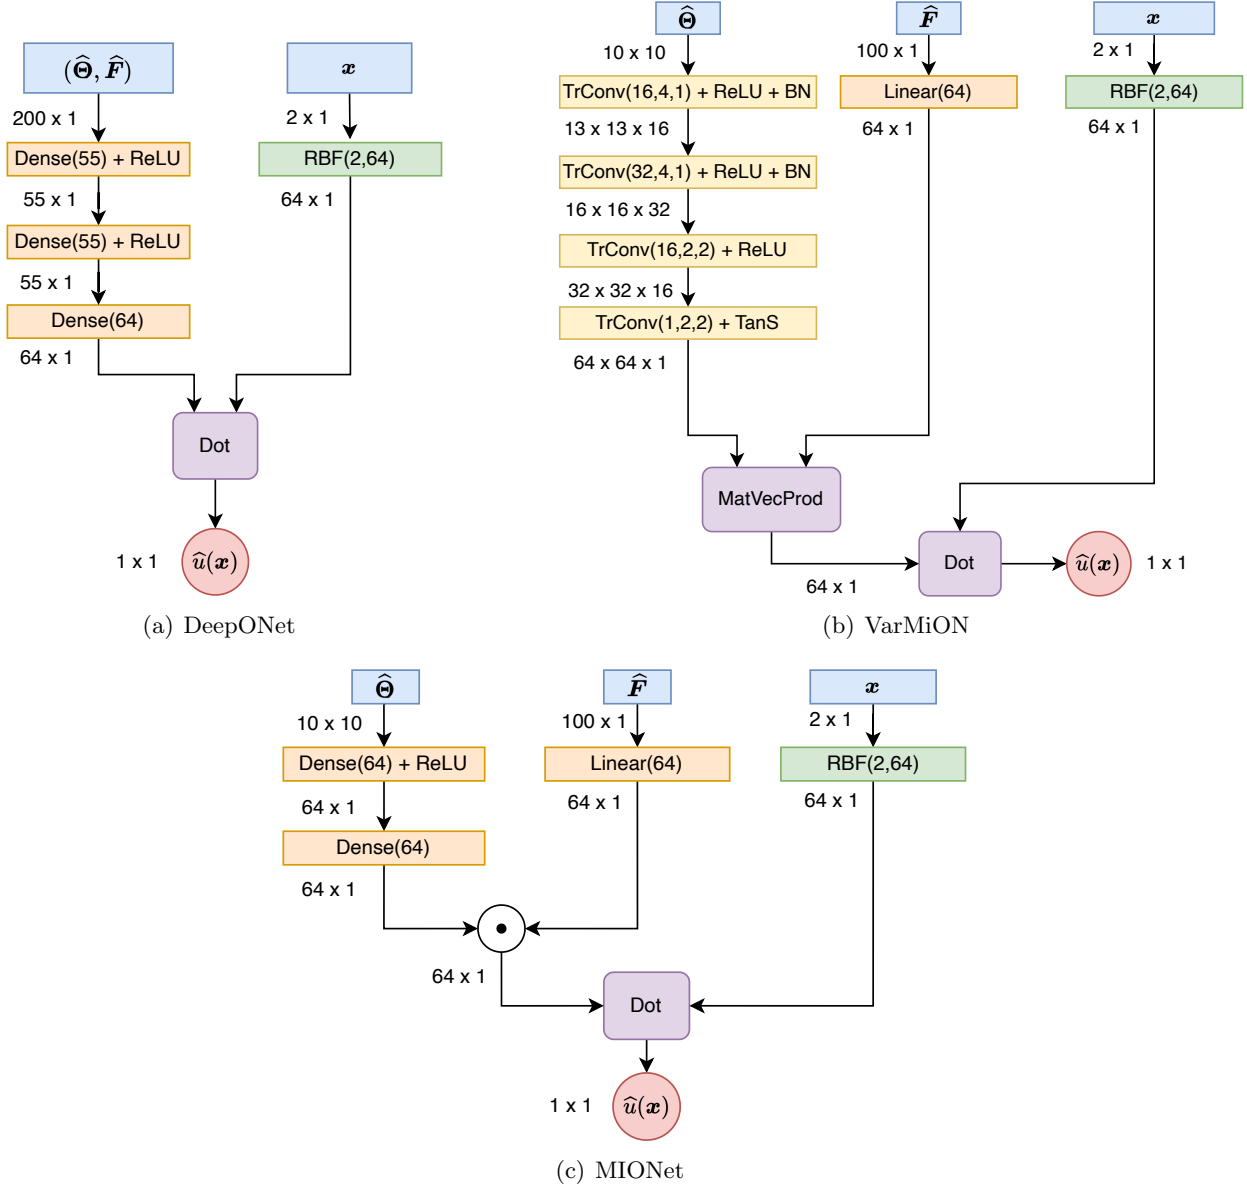 (Θ̂, F̂)
x
200 x 1
2 x 1
Dense(55) + ReLU
RBF(2,64)
55 x 1
64 x 1
Dense(55) + ReLU
55 x 1
Dense(64)
64 x 1
Dot
1 x 1
û(x)
(a) DeepONet
Θ̂
F̂
x
10 x 10
100 x 1
2 x 1
TrConv(16,4,1) + ReLU + BN
Linear(64)
RBF(2,64)
13 x 13 x 16
64 x 1
64 x 1
TrConv(32,4,1) + ReLU + BN
16 x 16 x 32
TrConv(16,2,2) + ReLU
32 x 32 x 16
TrConv(1,2,2) + TanS
64 x 64 x 1
MatVecProd
64 x 1
Dot
û(x)
1 x 1
(b) VarMiON
Θ̂
F̂
x
10 x 10
100 x 1
2 x 1
Dense(64) + ReLU
Linear(64)
RBF(2,64)
64 x 1
64 x 1
64 x 1
Dense(64)
64 x 1
64 x 1
Dot
1 x 1
û(x)
(c) MIONet